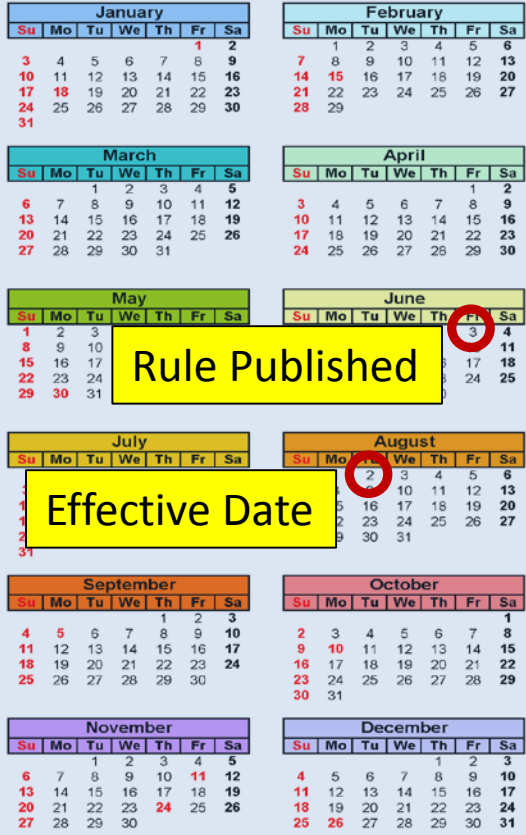 January
Su Mo Tu We Th Fr Sa
1 2
3 4 5 6 7 8 9
10 11 12 13 14 15 16
17 18 19 20 21 22 23
24 25 26 27 28 29 30
31
February
Su Mo Tu We Th Fr Sa
1 2 3 4 5 6
7 8 9 10 11 12 13
14 15 16 17 18 19 20
21 22 23 24 25 26 27
28 29
March
Su Mo Tu We Th Fr Sa
1 2 3 4 5
6 7 8 9 10 11 12
13 14 15 16 17 18 19
20 21 22 23 24 25 26
27 28 29 30 31
April
Su Mo Tu We Th Fr Sa
1 2
3 4 5 6 7 8 9
10 11 12 13 14 15 16
17 18 19 20 21 22 23
24 25 26 27 28 29 30
May
Su Mo Tu We Th Fr Sa
1 2 3
8 9 10
15 16 17
22 23 24
29 30 31
June
Su Mo Tu We Th Fr Sa
3 4
11
17 18
24 25
Rule Published
July
Su Mo Tu We Th Fr Sa
31
Effective Date
August
Su Mo Tu We Th Fr Sa
2 3 4 5 6
10 11 12 13
16 17 18 19 20
23 24 25 26 27
30 31
September
Su Mo Tu We Th Fr Sa
1 2 3
4 5 6 7 8 9 10
11 12 13 14 15 16 17
18 19 20 21 22 23 24
25 26 27 28 29 30
October
Su Mo Tu We Th Fr Sa
1
2 3 4 5 6 7 8
9 10 11 12 13 14 15
16 17 18 19 20 21 22
23 24 25 26 27 28 29
30 31
November
Su Mo Tu We Th Fr Sa
1 2 3 4 5
6 7 8 9 10 11 12
13 14 15 16 17 18 19
20 21 22 23 24 25 26
27 28 29 30
December
Su Mo Tu We Th Fr Sa
1 2 3
4 5 6 7 8 9 10
11 12 13 14 15 16 17
18 19 20 21 22 23 24
25 26 27 28 29 30 31